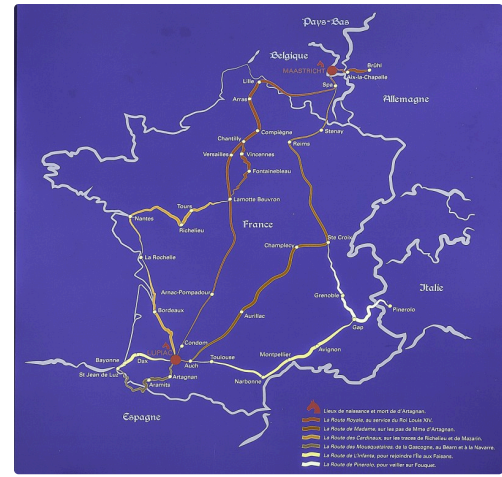 Pays-Bas
Belgique
MAASTRICHT
Brühl
Aix-la-Chapelle
Spa
Lille
Allemagne
Arras
Compiègne
Stenay
Chantilly
Reims
Versailles
Vincennes
Fontainebleau
Lamotte Beuvron
Tours
Nantes
Richelieu
France
Champlecy
Ste Croix
La Rochelle
Italie
Arnac-Pompadour
Grenoble
Pinerolo
Bordeaux
Aurillac
Gap
Condom
LUPIAC
Avignon
Bayonne
Dax
Auch
Toulouse
Montpellier
St Jean de Luz
Artagnan
Narbonne
Aramits
Espagne
Lieux de naissance et mort de d'Artagnan.
La Route Royale, au service du Roi Louis XIV.
La Route de Madame, sur les pas de Mme d'Artagnan.
La Route des Cardinaux, sur les traces de Richelieu et de Mazarin.
La Route des Mousquetaires, de la Gascogne, au Béarn et à la Navarre.
La Route de L'Infante, pour rejoindre l'Île aux Faisans.
La Route de Pinerolo, pour veiller sur Fouquet.